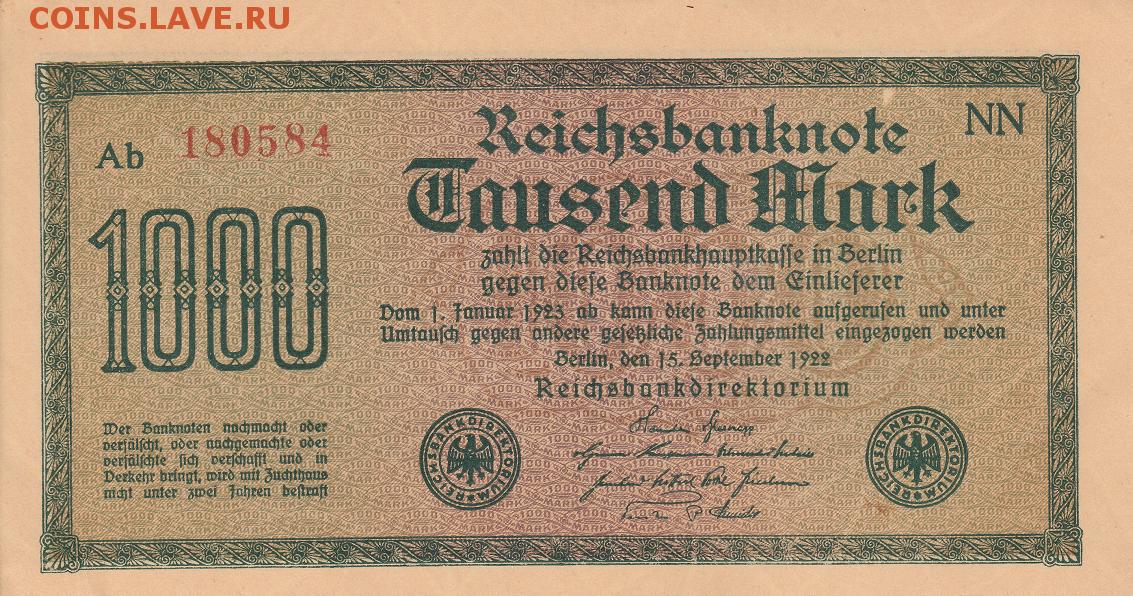 COINS.LAVE.RU
Ab 180584
Reichsbanknote
NN
Tausend Mark
1000
zahlt die Reichsbankhauptkasse in Berlin
gegen diese Banknote dem Einlieferer
Vom 1. Januar 1923 ab kann diese Banknote aufgerufen und unter
Umtausch gegen andere gesetzliche Zahlungsmittel eingezogen werden
Berlin, den 15. September 1922
Reichsbankdirektorium
Wer Banknoten nachmacht oder
verfälscht, oder nachgemachte oder
verfälschte sich verschafft und in
Verkehr bringt, wird mit Zuchthaus
nicht unter zwei Jahren bestraft
REICHSBANKDIREKTORIUM
REICHSBANKDIREKTORIUM